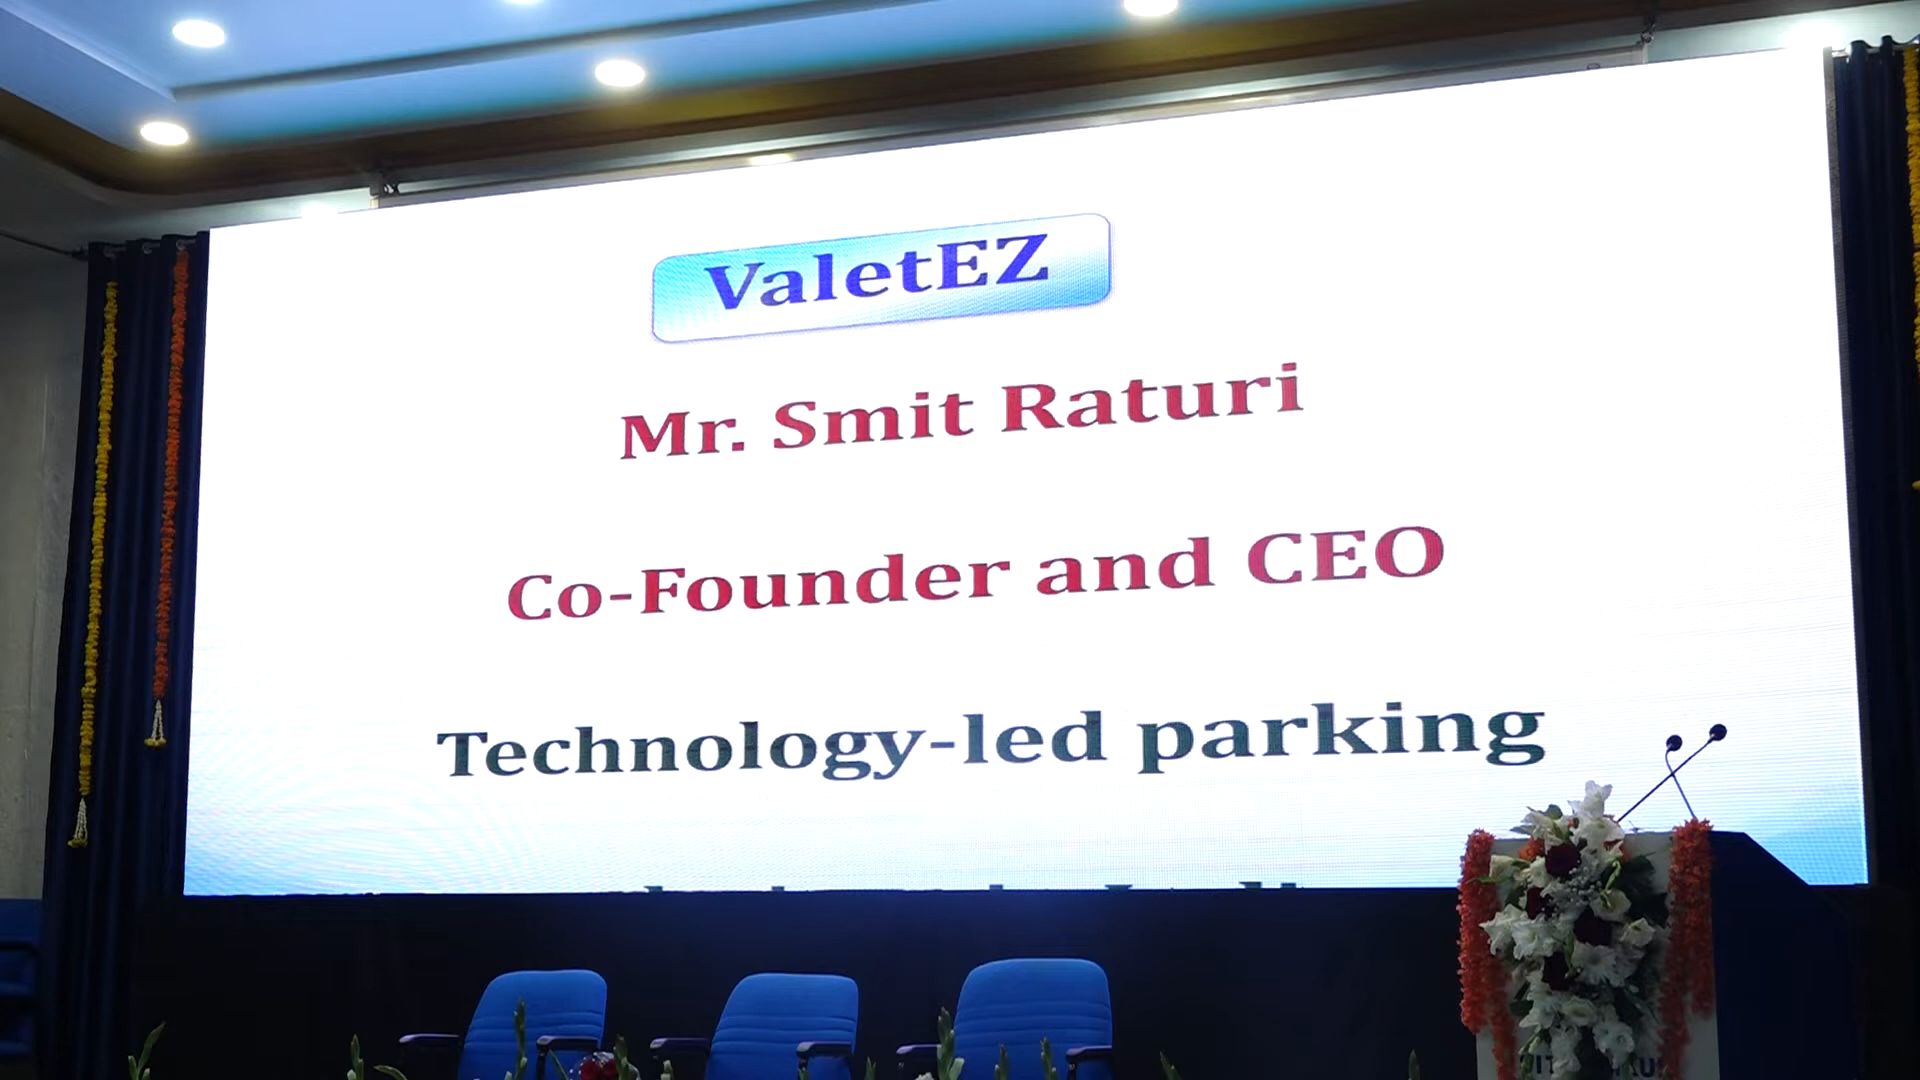 ValetEZ
Mr. Smit Raturi
Co-Founder and CEO
Technology-led parking